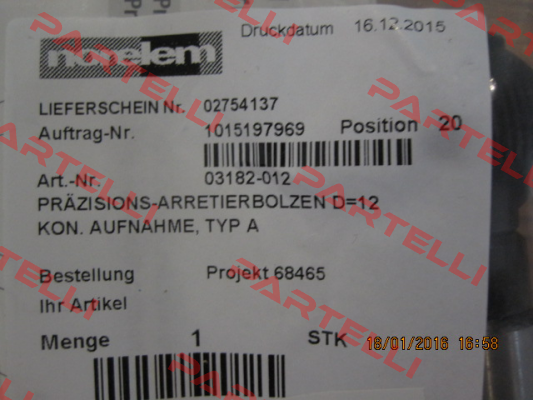 Druckdatum 16.12.2015
norelem
LIEFERSCHEIN Nr. 02754137
Auftrag-Nr. 1015197969 Position 20
Art.-Nr. 03182-012
PRÄZISIONS-ARRETIERBOLZEN D=12
KON. AUFNAHME, TYP A
Bestellung Projekt 68465
Ihr Artikel
Menge 1 STK
16/01/2016 16:58
PARTELLI
PARTELLI
PARTELLI
PARTELLI
PARTELLI